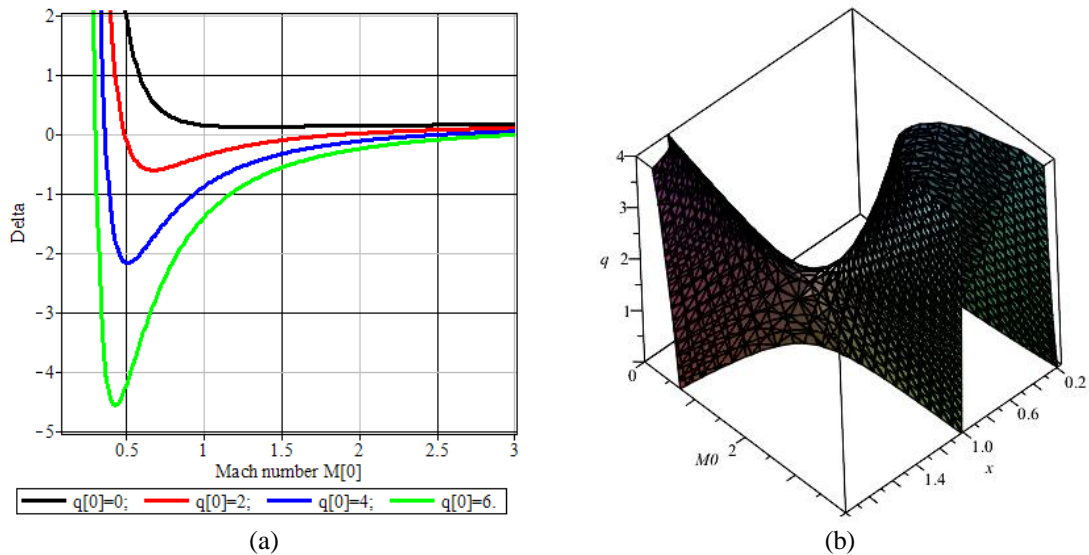 2
1
0
−1
−2
−3
−4
−5
Delta
0.5 1 1.5 2 2.5 3
Mach number M[0]
q[0]=0; q[0]=2; q[0]=4; q[0]=6.
(a)
4
3
q 2
1
0
0
M0 2
1.4
1.0
x
0.6
0.2
(b)